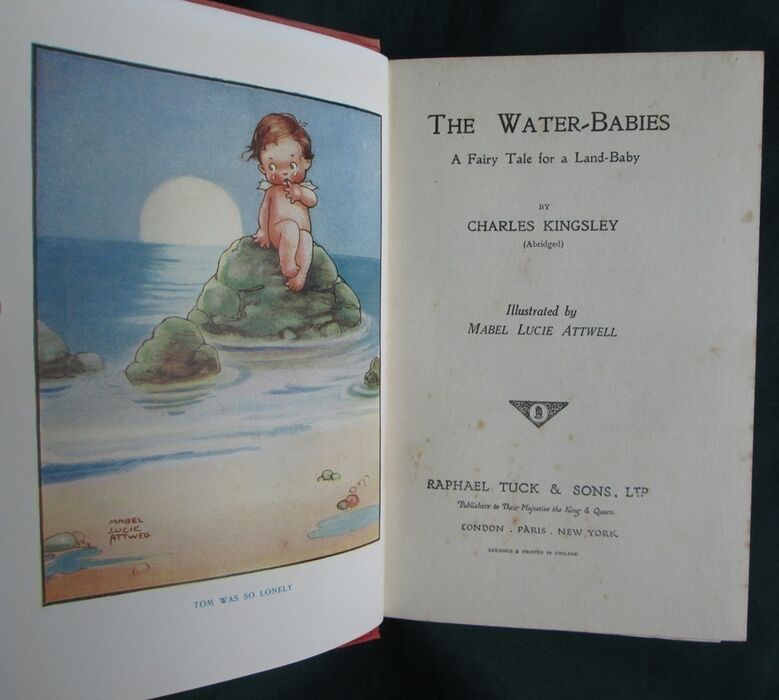 MABEL
LUCIE
ATTWELL
TOM WAS SO LONELY
THE WATER-BABIES
A Fairy Tale for a Land-Baby
BY
CHARLES KINGSLEY
(Abridged)
Illustrated by
MABEL LUCIE ATTWELL
RAPHAEL TUCK & SONS, LTD
Publishers to Their Majesties the King & Queen
LONDON . PARIS . NEW YORK
DESIGNED & PRINTED IN ENGLAND